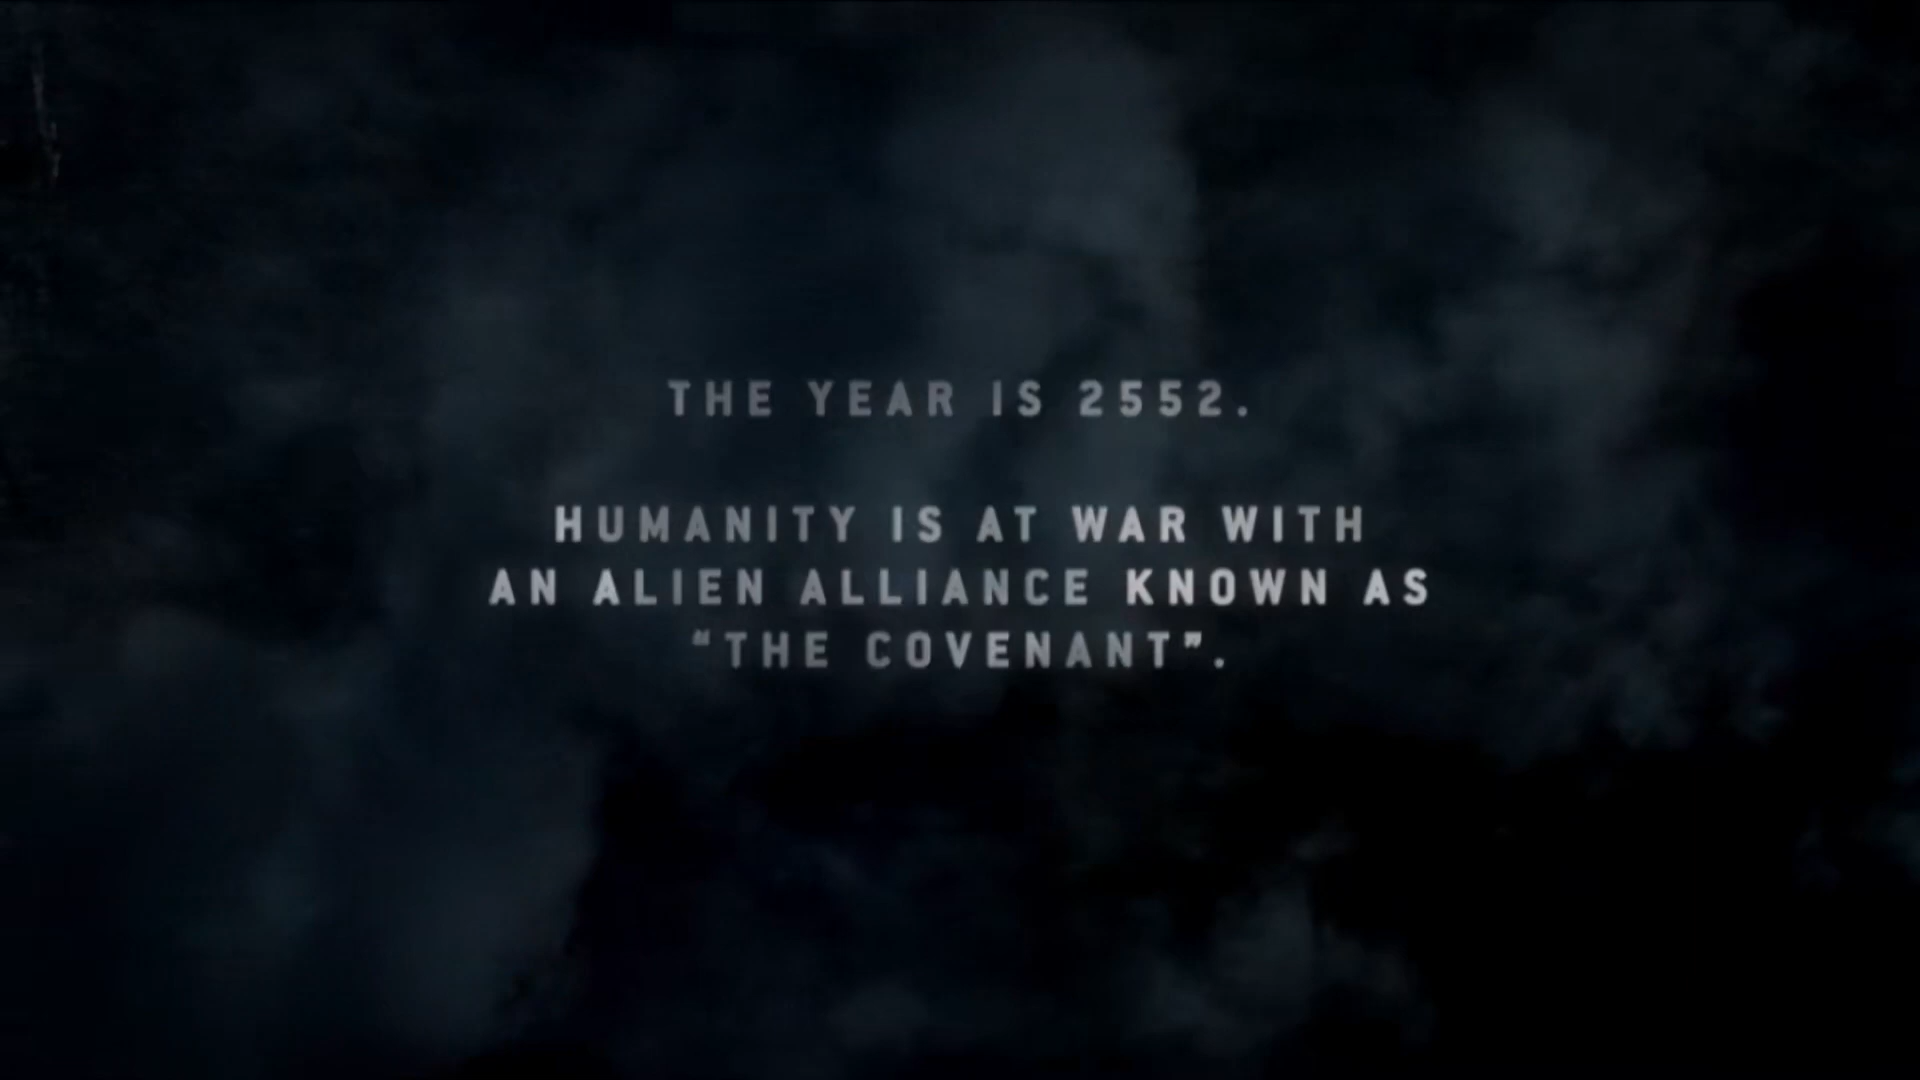 THE YEAR IS 2552.
HUMANITY IS AT WAR WITH
AN ALIEN ALLIANCE KNOWN AS
“THE COVENANT”.